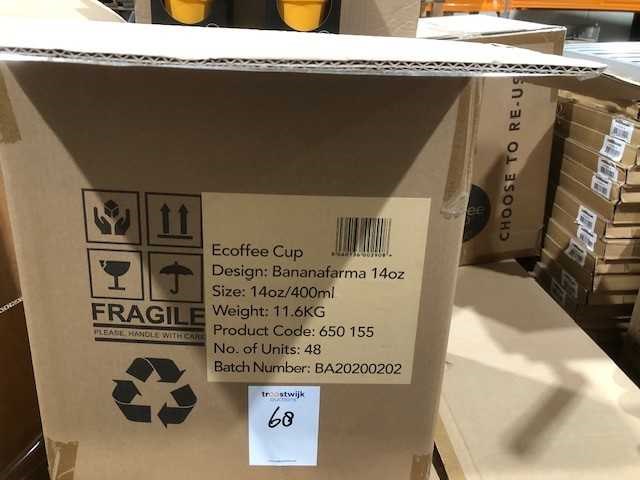 Ecoffee Cup
Design: Bananafarma 14oz
Size: 14oz/400ml
Weight: 11.6KG
Product Code: 650 155
No. of Units: 48
Batch Number: BA20200202
FRAGILE
PLEASE, HANDLE WITH CARE
troostwijk
auctions
60
CHOOSE TO RE-US